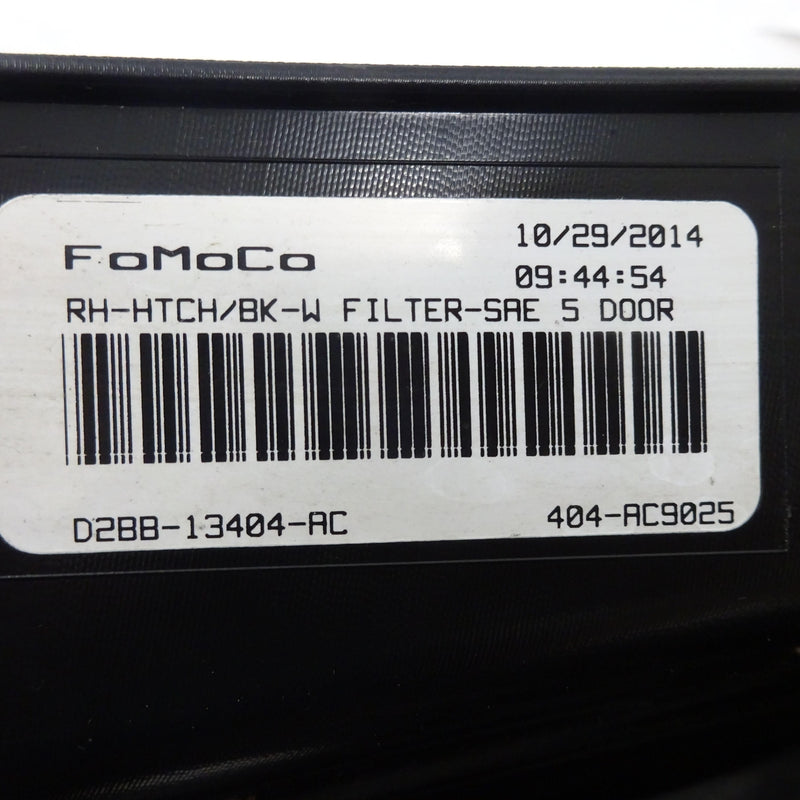 FoMoCo
10/29/2014
09:44:54
RH-HTCH/BK-W FILTER-SAE 5 DOOR
D2BB-13404-AC
404-AC9025